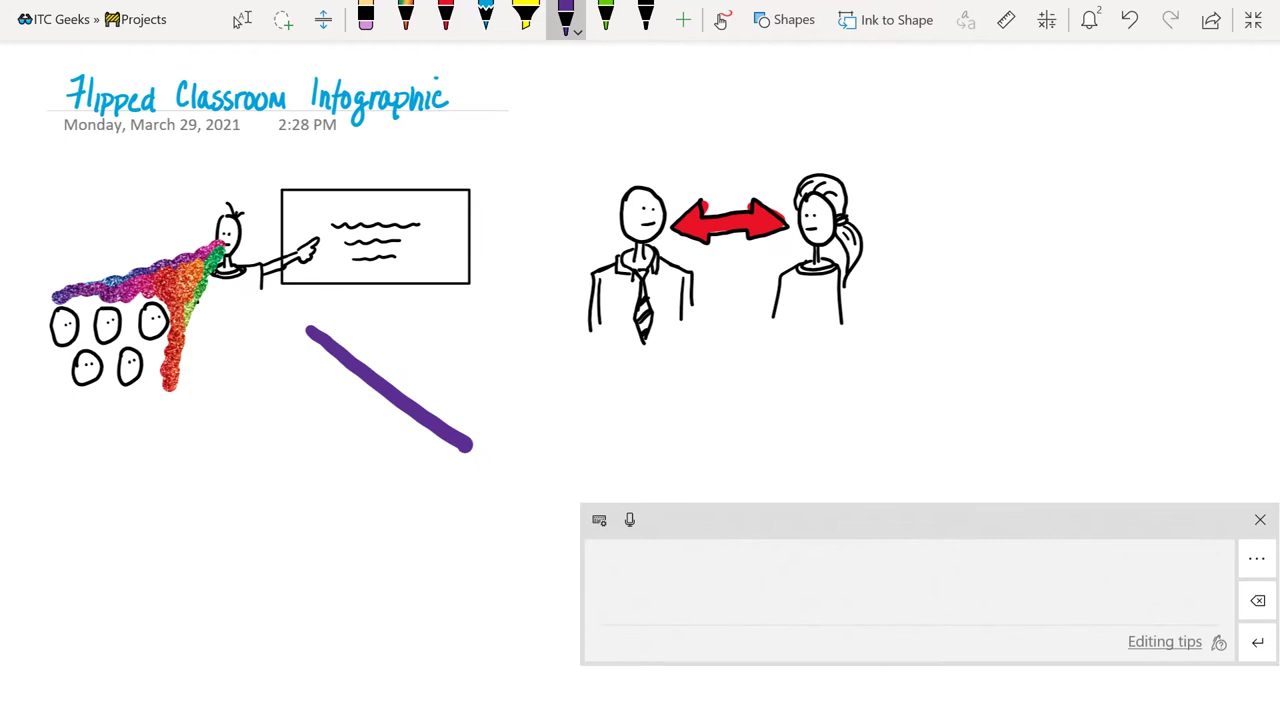 ITC Geeks » Projects
Shapes
Ink to Shape
2
Flipped Classroom Infographic
Monday, March 29, 2021 2:28 PM
Editing tips